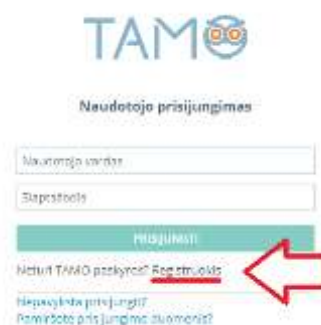 TAMO
Naudotojo prisijungimas
Naudotojo vardas
Slaptažodis
PRISIJUNGTI
Neturi TAMO paskyros? Registruokis
Nepavyksta prisijungti?
Pamiršote prisijungimo duomenis?